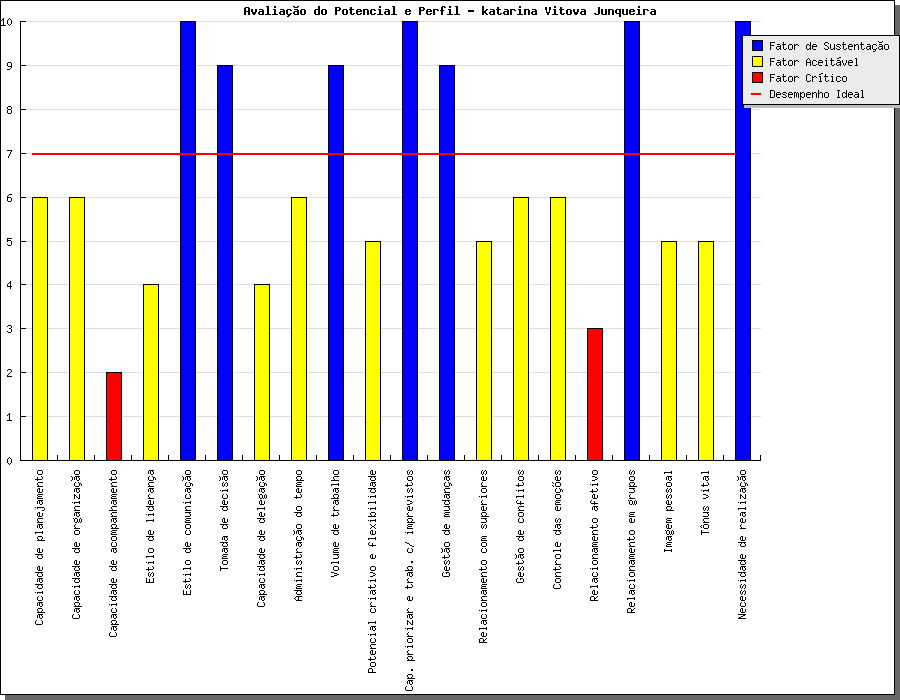 Avaliação do Potencial e Perfil - katarina Vitova Junqueira
Fator de Sustentação
Fator Aceitável
Fator Crítico
Desempenho Ideal
10
9
8
7
6
5
4
3
2
1
0
Capacidade de planejamento
Capacidade de organização
Capacidade de acompanhamento
Estilo de liderança
Estilo de comunicação
Tomada de decisão
Capacidade de delegação
Administração do tempo
Volume de trabalho
Potencial criativo e flexibilidade
Cap. priorizar e trab. c/ imprevistos
Gestão de mudanças
Relacionamento com superiores
Gestão de conflitos
Controle das emoções
Relacionamento afetivo
Relacionamento em grupos
Imagem pessoal
Tônus vital
Necessidade de realização